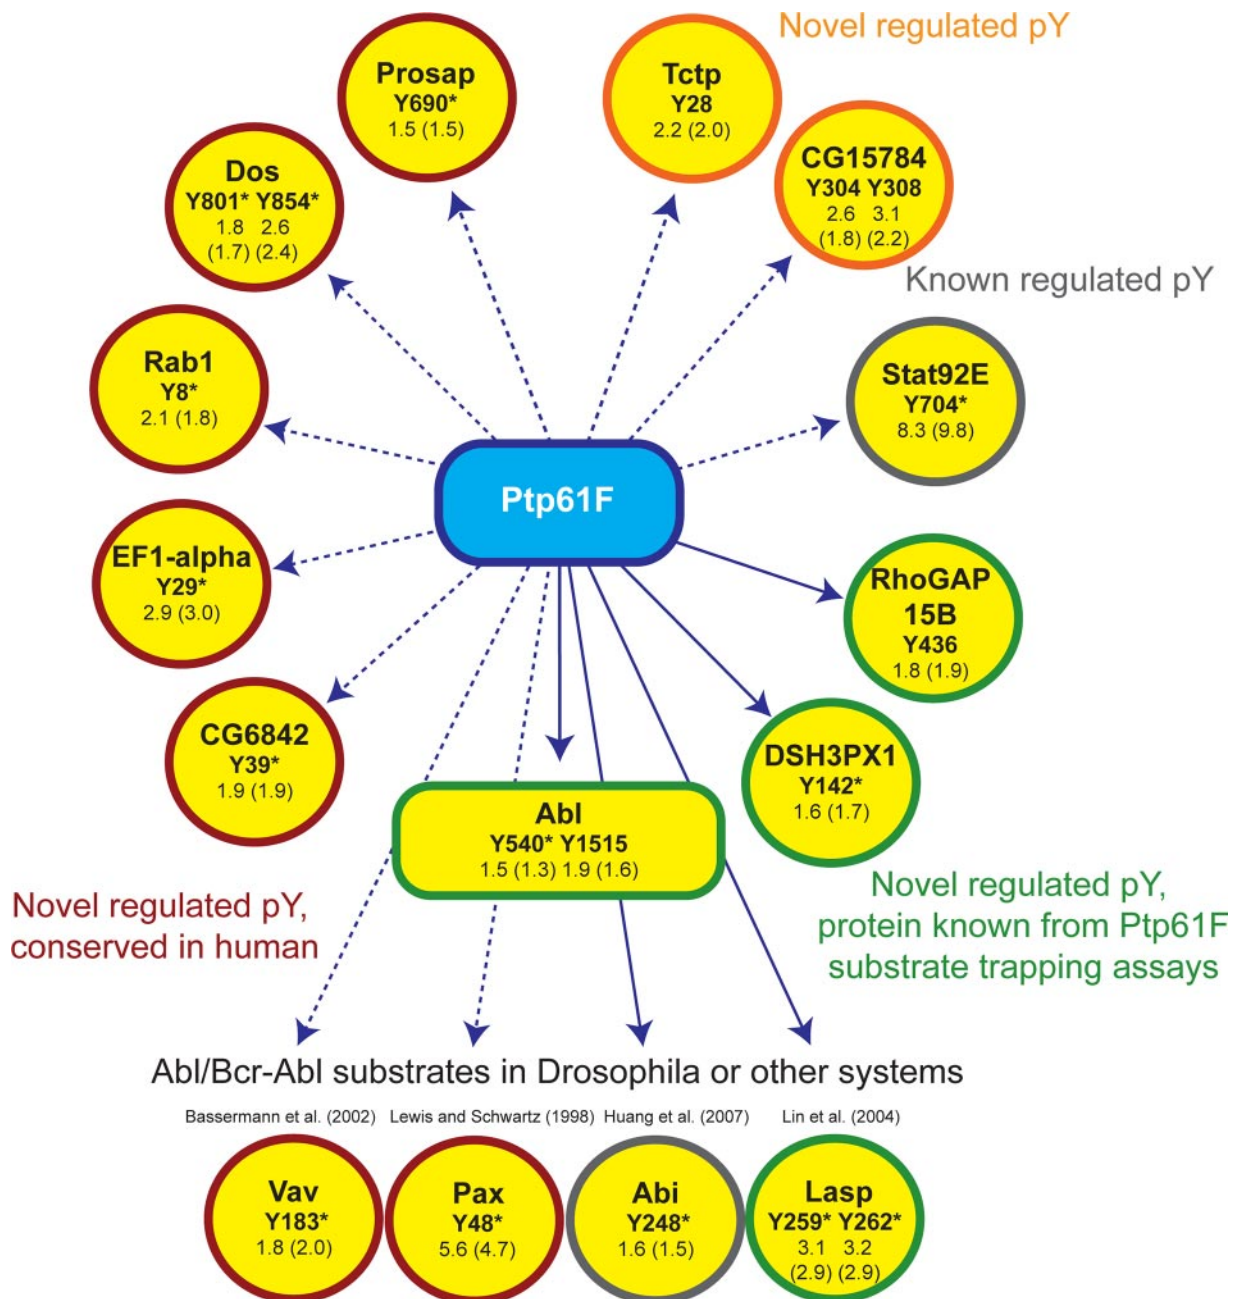 Novel regulated pY
Prosap
Y690*
1.5 (1.5)
Tctp
Y28
2.2 (2.0)
Dos
Y801* Y854*
1.8 2.6
(1.7) (2.4)
CG15784
Y304 Y308
2.6 3.1
(1.8) (2.2)
Known regulated pY
Rab1
Y8*
2.1 (1.8)
Stat92E
Y704*
8.3 (9.8)
Ptp61F
EF1-alpha
Y29*
2.9 (3.0)
RhoGAP
15B
Y436
1.8 (1.9)
CG6842
Y39*
1.9 (1.9)
DSH3PX1
Y142*
1.6 (1.7)
Abl
Y540* Y1515
1.5 (1.3) 1.9 (1.6)
Novel regulated pY,
conserved in human
Novel regulated pY,
protein known from Ptp61F
substrate trapping assays
Abl/Bcr-Abl substrates in Drosophila or other systems
Bassermann et al. (2002) Lewis and Schwartz (1998) Huang et al. (2007) Lin et al. (2004)
Vav
Y183*
1.8 (2.0)
Pax
Y48*
5.6 (4.7)
Abi
Y248*
1.6 (1.5)
Lasp
Y259* Y262*
3.1 3.2
(2.9) (2.9)